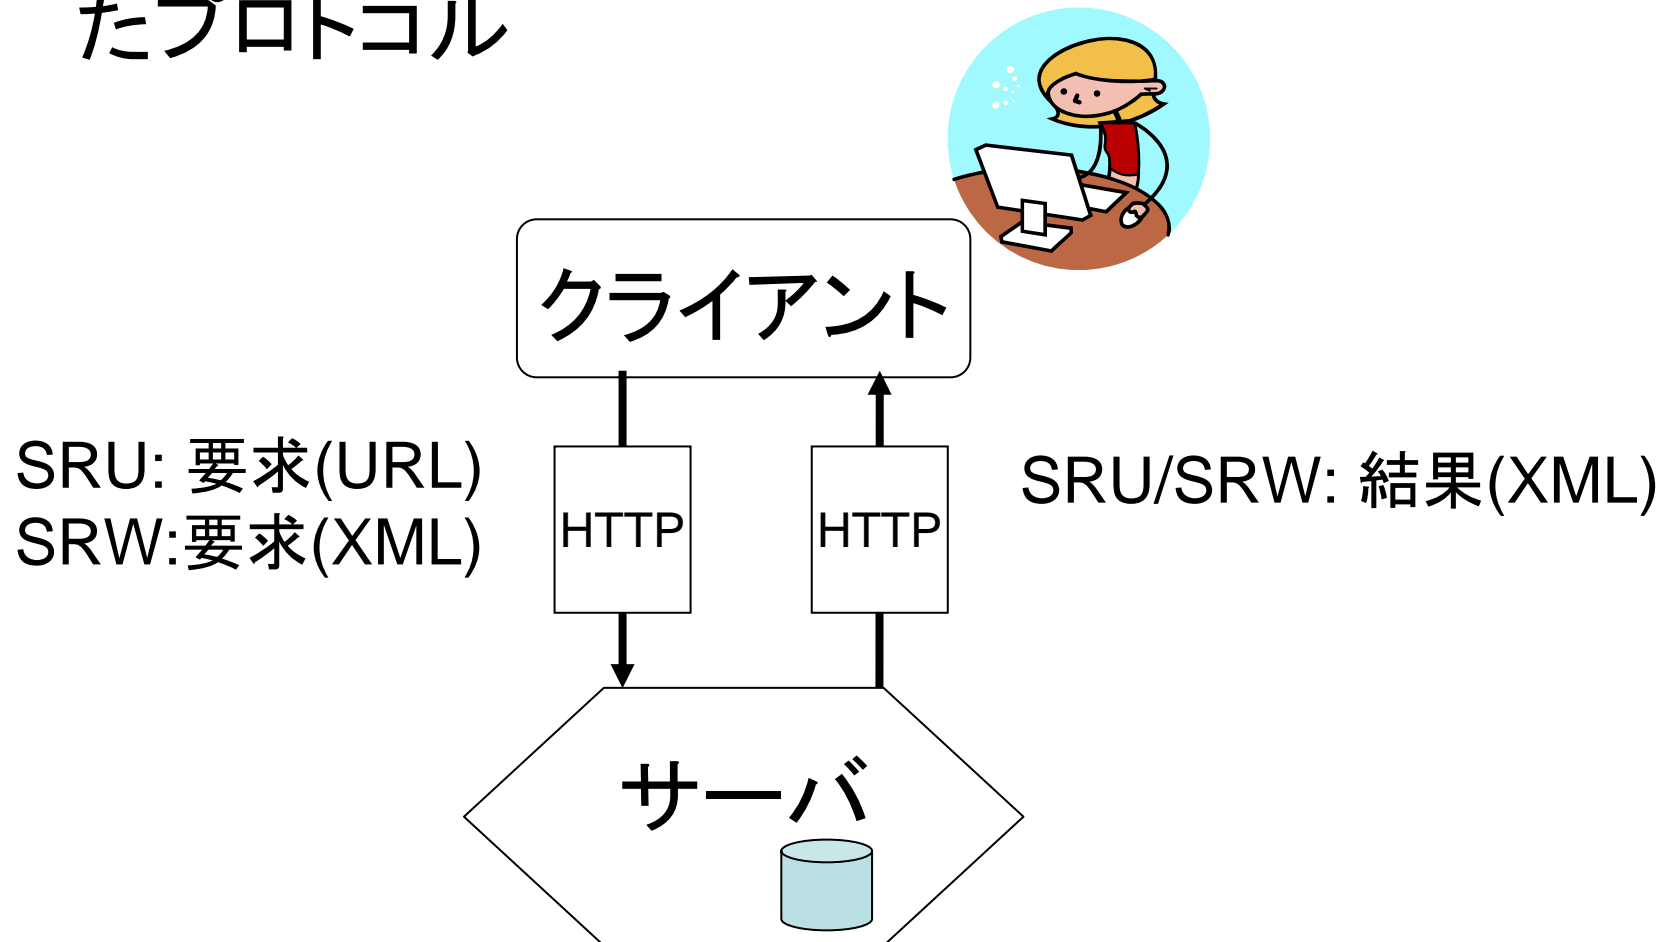 たプロトコル
クライアント
SRU: 要求(URL)
SRW:要求(XML)
HTTP
HTTP
SRU/SRW: 結果(XML)
サーバ